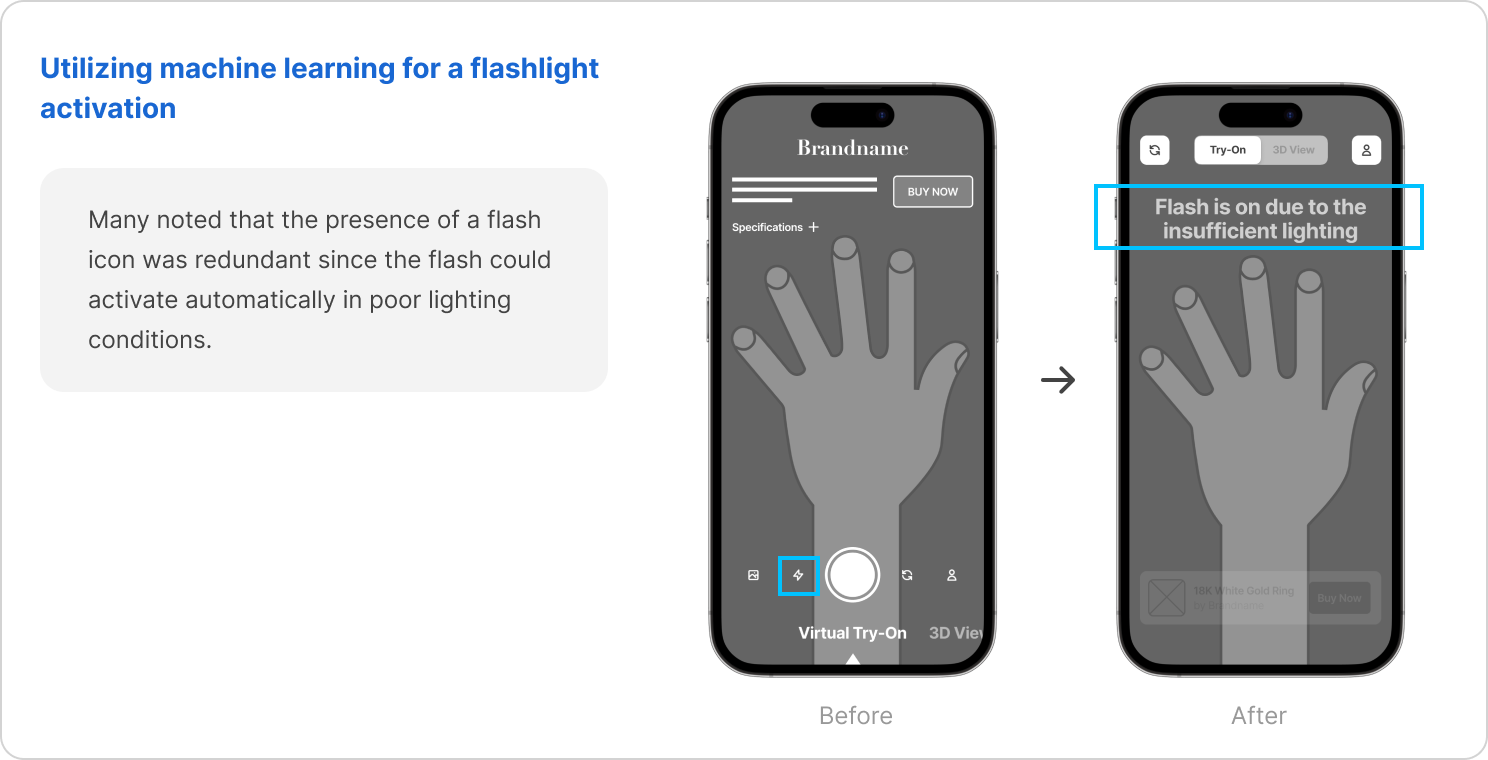 Utilizing machine learning for a flashlight
activation
Many noted that the presence of a flash
icon was redundant since the flash could
activate automatically in poor lighting
conditions.
Brandname
BUY NOW
Specifications +
Virtual Try-On 3D View
Before
Try-On 3D View
Flash is on due to the
insufficient lighting
18K White Gold Ring
by Brandname
Buy Now
After